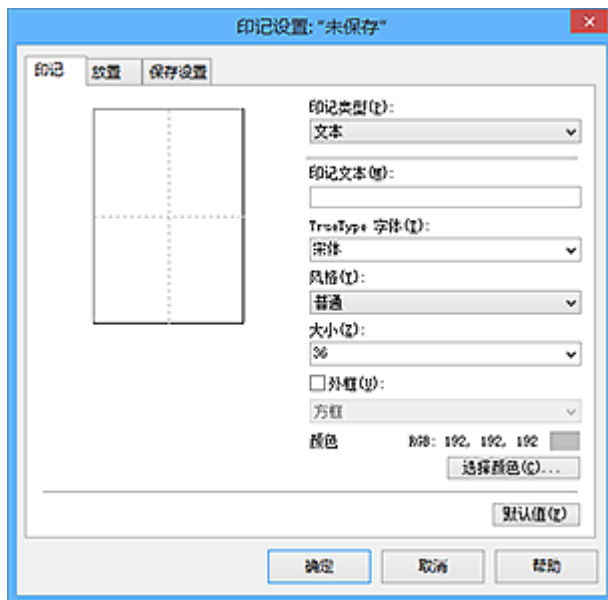 印记设置: "未保存"
印记 放置 保存设置
印记类型(P):
文本
印记文本(M):
TrueType 字体(T):
宋体
风格(Y):
普通
大小(Z):
36
外框(U):
方框
颜色 RGB: 192, 192, 192
选择颜色(C)...
默认值(Z)
确定 取消 帮助